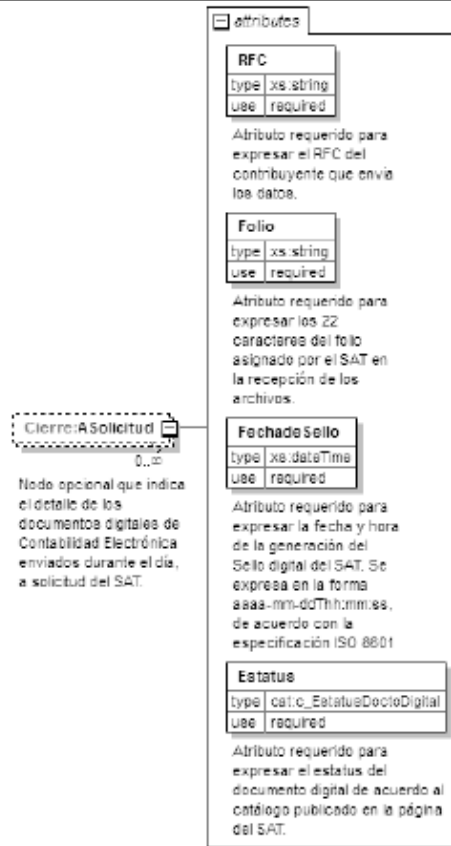 attributes
RFC
type xs:string
use required
Atributo requerido para
expresar el RFC del
contribuyente que envía
los datos.
Folio
type xs:string
use required
Atributo requerido para
expresar los 22
caracteres del folio
asignado por el SAT en
la recepción de los
archivos.
Cierre:ASolicitud
0..∞
Nodo opcional que indica
el detalle de los
documentos digitales de
Contabilidad Electrónica
enviados durante el día,
a solicitud del SAT.
FechadeSello
type xs:dateTime
use required
Atributo requerido para
expresar la fecha y hora
de la generación del
Sello digital del SAT. Se
expresa en la forma
aaaa-mm-ddThh:mm:ss,
de acuerdo con la
especificación ISO 8601
Estatus
type cat:c_EstatusDoctoDigital
use required
Atributo requerido para
expresar el estatus del
documento digital de acuerdo al
catálogo publicado en la página
del SAT.